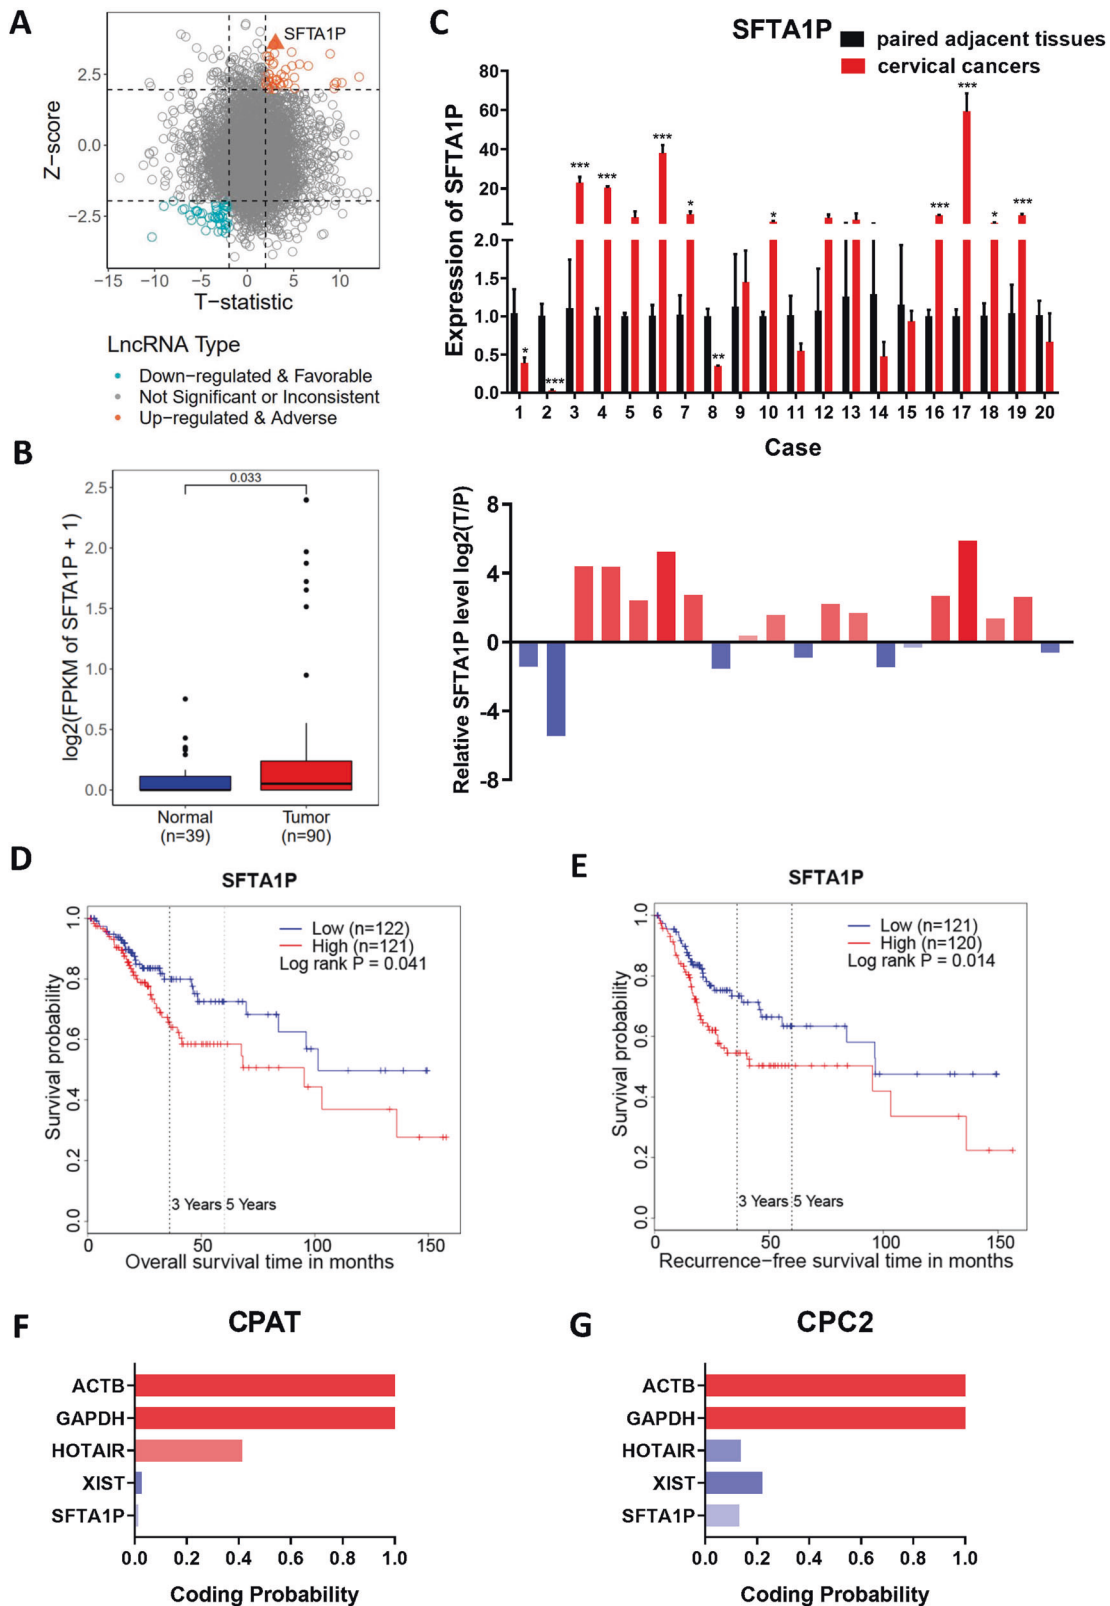 A
SFTA1P
Z-score
2.5
0.0
−2.5
−15 −10 −5 0 5 10
T-statistic
LncRNA Type
Down-regulated & Favorable
Not Significant or Inconsistent
Up-regulated & Adverse
B
0.033
log2(FPKM of SFTA1P + 1)
2.5
2.0
1.5
1.0
0.5
0.0
Normal
(n=39)
Tumor
(n=90)
C
SFTA1P
paired adjacent tissues
cervical cancers
Expression of SFTA1P
80
60
40
20
2.0
1.5
1.0
0.5
0.0
* *** *** *** *** * ** * *** *** * ***
1 2 3 4 5 6 7 8 9 10 11 12 13 14 15 16 17 18 19 20
Case
Relative SFTA1P level log2(T/P)
8
4
0
-4
-8
D
SFTA1P
Low (n=122)
High (n=121)
Log rank P = 0.041
Survival probability
1.0
0.8
0.6
0.4
0.2
0.0
3 Years 5 Years
0 50 100 150
Overall survival time in months
E
SFTA1P
Low (n=121)
High (n=120)
Log rank P = 0.014
Survival probability
1.0
0.8
0.6
0.4
0.2
0.0
3 Years 5 Years
0 50 100 150
Recurrence-free survival time in months
F
CPAT
ACTB
GAPDH
HOTAIR
XIST
SFTA1P
0.0 0.2 0.4 0.6 0.8 1.0
Coding Probability
G
CPC2
ACTB
GAPDH
HOTAIR
XIST
SFTA1P
0.0 0.2 0.4 0.6 0.8 1.0
Coding Probability